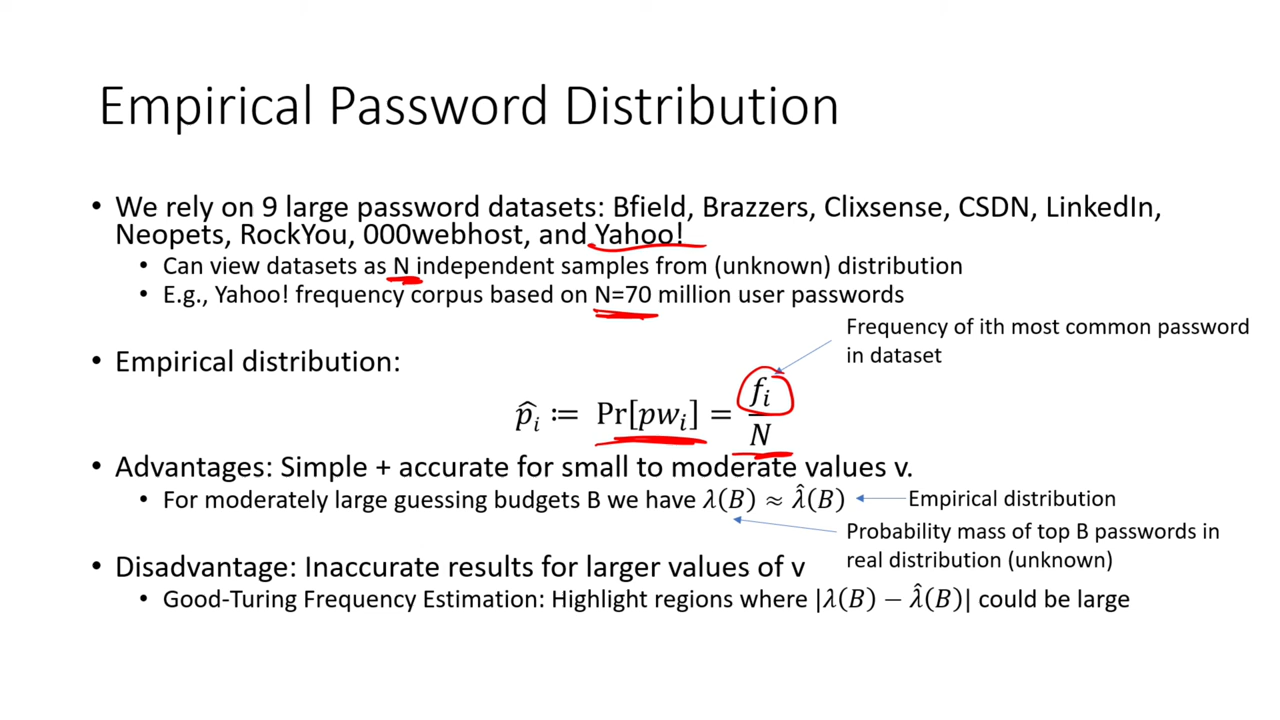 Empirical Password Distribution
• We rely on 9 large password datasets: Bfield, Brazzers, Clixsense, CSDN, LinkedIn,
Neopets, RockYou, 000webhost, and Yahoo!
• Can view datasets as N independent samples from (unknown) distribution
• E.g., Yahoo! frequency corpus based on N=70 million user passwords
Frequency of ith most common password
in dataset
• Empirical distribution:
p̂ᵢ := Pr[pwᵢ] = fᵢ / N
• Advantages: Simple + accurate for small to moderate values v.
• For moderately large guessing budgets B we have λ(B) ≈ λ̂(B)
Empirical distribution
Probability mass of top B passwords in
real distribution (unknown)
• Disadvantage: Inaccurate results for larger values of v
• Good-Turing Frequency Estimation: Highlight regions where |λ(B) − λ̂(B)| could be large